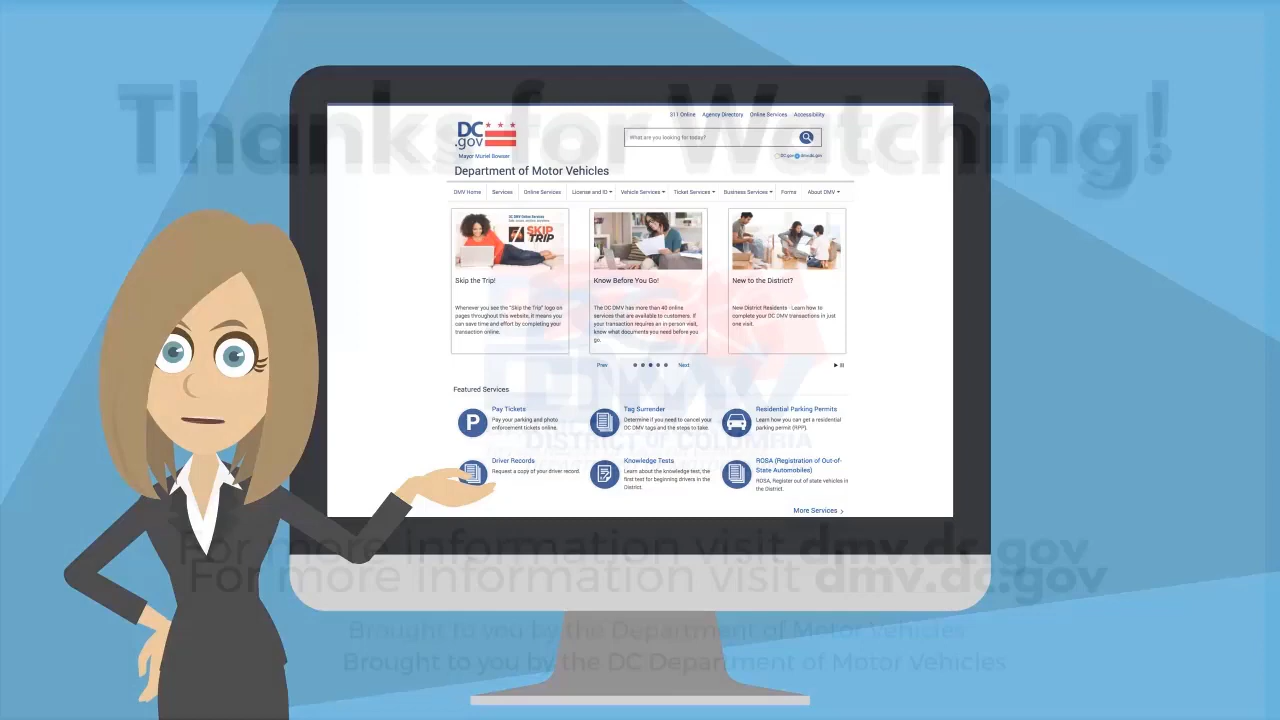 Thanks for Watching!
311 Online Agency Directory Online Services Accessibility
DC
.gov
What are you looking for today?
Mayor Muriel Bowser
DC.gov dmv.dc.gov
Department of Motor Vehicles
DMV Home Services Online Services License and ID Vehicle Services Ticket Services Business Services Forms About DMV
DC DMV Online Services
SKIP
TRIP
Skip the Trip! Know Before You Go! New to the District?
Whenever you see the "Skip the Trip" logo on
pages throughout this website, it means you
can save time and effort by completing your
transaction online.
The DC DMV has more than 40 online
services that are available to customers. If
your transaction requires an in-person visit,
know what documents you need before you
go.
New District Residents - Learn how to
complete your DC DMV transactions in just
one visit.
Prev Next
Featured Services
P
Pay Tickets
Pay your parking and photo
enforcement tickets online.
Tag Surrender
Determine if you need to cancel your
DC DMV tags and the steps to take.
Residential Parking Permits
Learn how you can get a residential
parking permit (RPP).
DISTRICT OF COLUMBIA
Driver Records
Request a copy of your driver record.
Knowledge Tests
Learn about the knowledge test, the
first test for beginning drivers in the
District.
ROSA (Registration of Out-of-
State Automobiles)
ROSA, Register out of state vehicles in
the District.
More Services
For more information visit dmv.dc.gov
For more information visit dmv.dc.gov
Brought to you by the Department of Motor Vehicles
Brought to you by the DC Department of Motor Vehicles